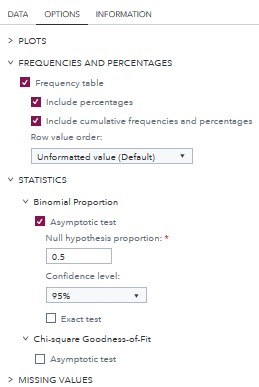 DATA OPTIONS INFORMATION
PLOTS
FREQUENCIES AND PERCENTAGES
Frequency table
Include percentages
Include cumulative frequencies and percentages
Row value order:
Unformatted value (Default)
STATISTICS
Binomial Proportion
Asymptotic test
Null hypothesis proportion: *
0.5
Confidence level:
95%
Exact test
Chi-square Goodness-of-Fit
Asymptotic test
MISSING VALUES